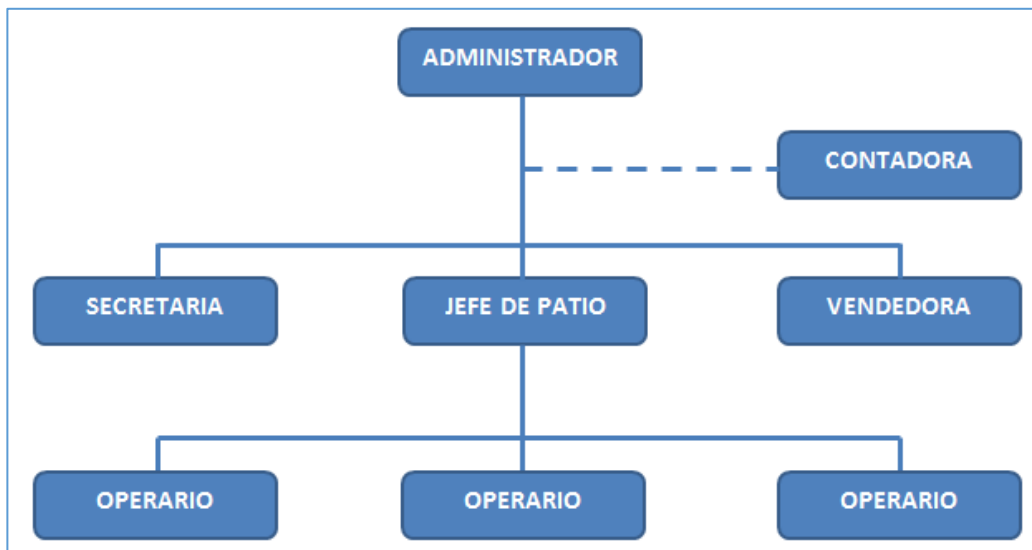 ADMINISTRADOR
CONTADORA
SECRETARIA
JEFE DE PATIO
VENDEDORA
OPERARIO
OPERARIO
OPERARIO